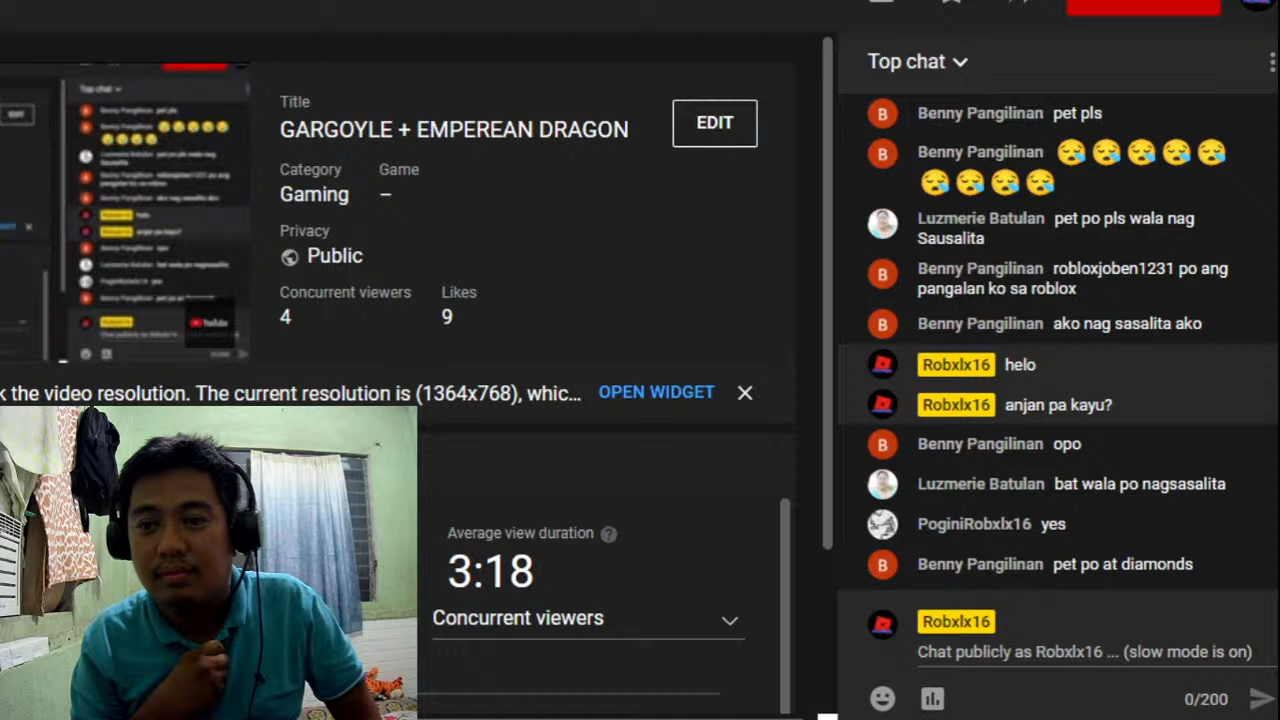 Top chat
Title
GARGOYLE + EMPEREAN DRAGON
EDIT
Category
Game
Gaming
–
Privacy
Public
Concurrent viewers
Likes
4
9
k the video resolution. The current resolution is (1364x768), whic...
OPEN WIDGET
Average view duration
3:18
Concurrent viewers
Benny Pangilinan pet pls
Benny Pangilinan 😪😪😪😪😪
😪😪😪😪
Luzmerie Batulan pet po pls wala nag
Sausalita
Benny Pangilinan robloxjoben1231 po ang
pangalan ko sa roblox
Benny Pangilinan ako nag sasalita ako
Robxlx16 helo
Robxlx16 anjan pa kayu?
Benny Pangilinan opo
Luzmerie Batulan bat wala po nagsasalita
PoginiRobxlx16 yes
Benny Pangilinan pet po at diamonds
Robxlx16
Chat publicly as Robxlx16 ... (slow mode is on)
0/200